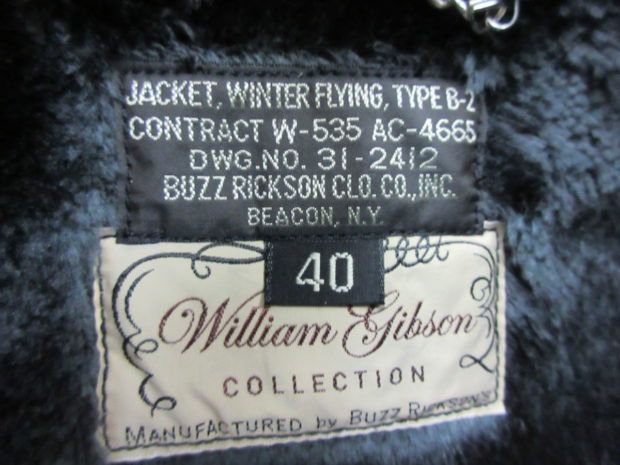 JACKET, WINTER FLYING, TYPE B-2
CONTRACT W-535 AC-4665
DWG.NO. 31-2412
BUZZ RICKSON CLO. CO., INC.
BEACON, N.Y.
40
William Gibson
COLLECTION
MANUFACTURED by BUZZ RICKSON'S